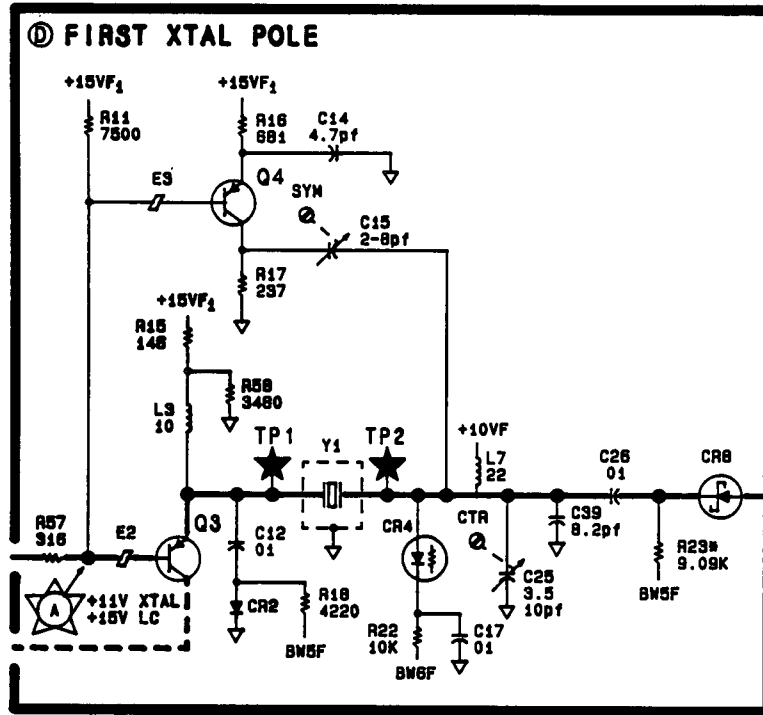 Ⓓ FIRST XTAL POLE
+15VF1
R11
7500
+15VF1
R16
681
C14
4.7pf
E3
Q4
SYM
C15
2-8pf
R17
237
+15VF1
R15
146
R58
3480
L3
10
TP1
Y1
TP2
+10VF
L7
22
C26
01
CR8
R57
316
E2
Q3
C12
01
CR4
CTR
C39
8.2pf
R23*
9.09K
BW5F
A
+11V XTAL
+15V LC
CR2
R18
4220
BW5F
R22
10K
BW6F
C17
01
C25
3.5
10pf